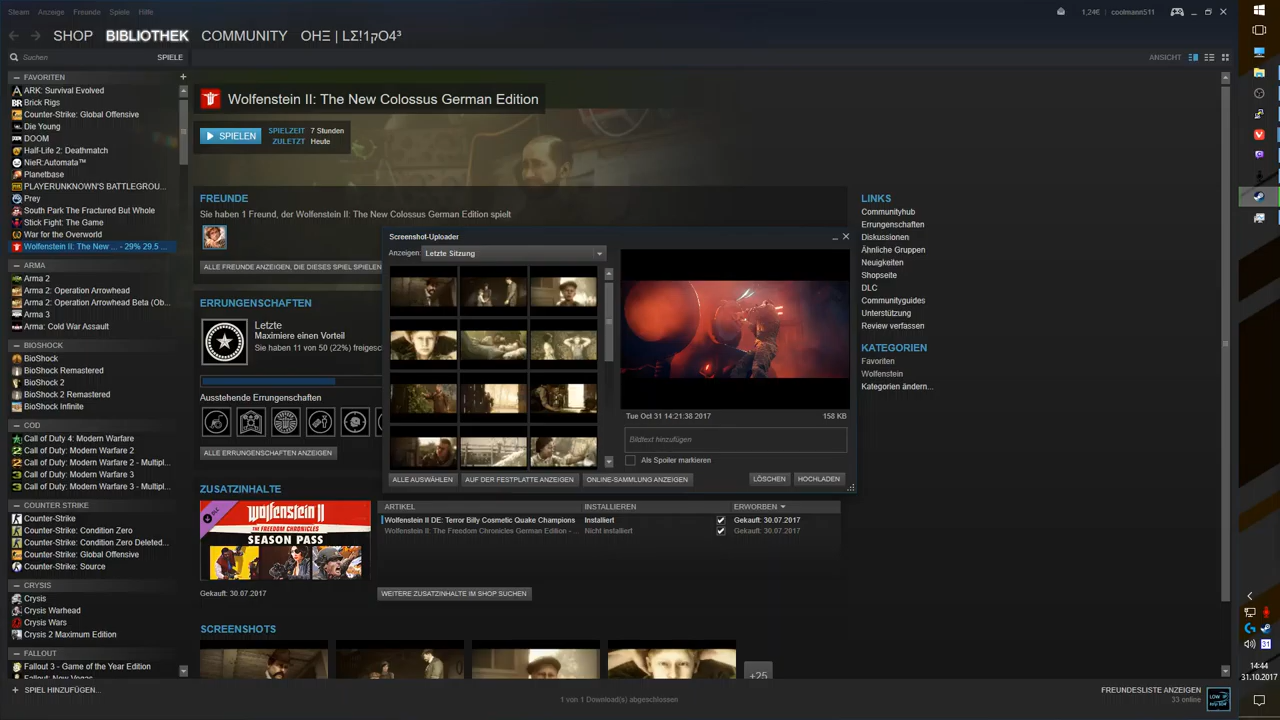 Steam Anzeige Freunde Spiele Hilfe
1,24€ coolmann511
SHOP BIBLIOTHEK COMMUNITY OHΞ | LΣ!1קO4³
Suchen SPIELE
ANSICHT
FAVORITEN
ARK: Survival Evolved
Brick Rigs
Counter-Strike: Global Offensive
Die Young
DOOM
Half-Life 2: Deathmatch
NieR:Automata™
Planetbase
PLAYERUNKNOWN'S BATTLEGROU...
Prey
South Park The Fractured But Whole
Stick Fight: The Game
War for the Overworld
Wolfenstein II: The New ... - 29% 29.5 ...
ARMA
Arma 2
Arma 2: Operation Arrowhead
Arma 2: Operation Arrowhead Beta (Ob...
Arma 3
Arma: Cold War Assault
BIOSHOCK
BioShock
BioShock Remastered
BioShock 2
BioShock 2 Remastered
BioShock Infinite
COD
Call of Duty 4: Modern Warfare
Call of Duty: Modern Warfare 2
Call of Duty: Modern Warfare 2 - Multipl...
Call of Duty: Modern Warfare 3
Call of Duty: Modern Warfare 3 - Multipl...
COUNTER STRIKE
Counter-Strike
Counter-Strike: Condition Zero
Counter-Strike: Condition Zero Deleted...
Counter-Strike: Global Offensive
Counter-Strike: Source
CRYSIS
Crysis
Crysis Warhead
Crysis Wars
Crysis 2 Maximum Edition
FALLOUT
Fallout 3 - Game of the Year Edition
Fallout: New Vegas
SPIEL HINZUFÜGEN...
Wolfenstein II: The New Colossus German Edition
SPIELEN
SPIELZEIT 7 Stunden
ZULETZT Heute
FREUNDE
Sie haben 1 Freund, der Wolfenstein II: The New Colossus German Edition spielt
ALLE FREUNDE ANZEIGEN, DIE DIESES SPIEL SPIELEN
ERRUNGENSCHAFTEN
Letzte
Maximiere einen Vorteil
Sie haben 11 von 50 (22%) freigesc
Ausstehende Errungenschaften
ALLE ERRUNGENSCHAFTEN ANZEIGEN
Screenshot-Uploader
Anzeigen: Letzte Sitzung
Tue Oct 31 14:21:38 2017 158 KB
Bildtext hinzufügen
Als Spoiler markieren
ALLE AUSWÄHLEN AUF DER FESTPLATTE ANZEIGEN ONLINE-SAMMLUNG ANZEIGEN LÖSCHEN HOCHLADEN
ZUSATZINHALTE
Wolfenstein II
THE FREEDOM CHRONICLES
SEASON PASS
DLC
Gekauft: 30.07.2017
ARTIKEL INSTALLIEREN ERWORBEN
Wolfenstein II DE: Terror Billy Cosmetic Quake Champions Installiert Gekauft: 30.07.2017
Wolfenstein II: The Freedom Chronicles German Edition - ... Nicht installiert Gekauft: 30.07.2017
WEITERE ZUSATZINHALTE IM SHOP SUCHEN
SCREENSHOTS
+25
LINKS
Communityhub
Errungenschaften
Diskussionen
Ähnliche Gruppen
Neuigkeiten
Shopseite
DLC
Communityguides
Unterstützung
Review verfassen
KATEGORIEN
Favoriten
Wolfenstein
Kategorien ändern...
1 von 1 Download(s) abgeschlossen
FREUNDESLISTE ANZEIGEN
33 online
31
14:44
31.10.2017